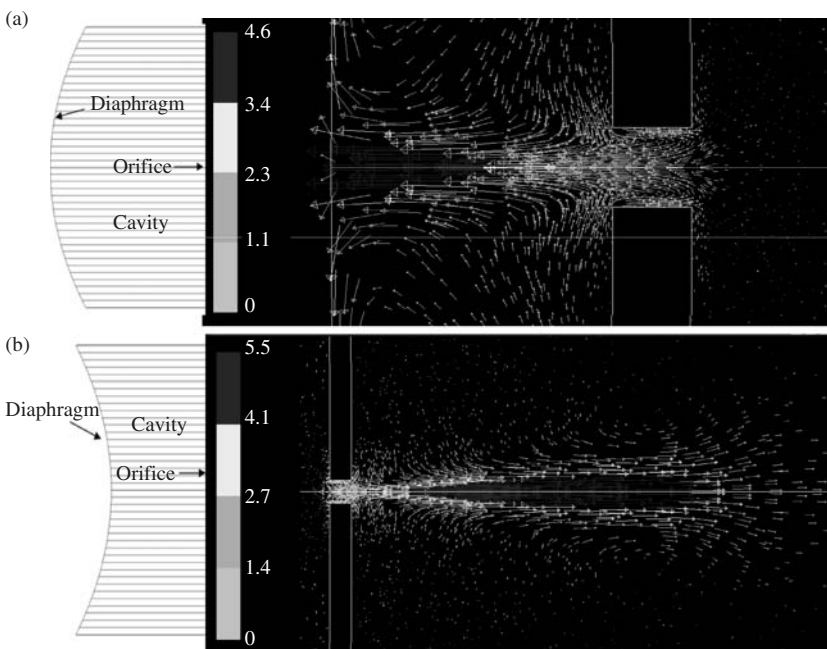 (a)
Diaphragm
Orifice
Cavity
4.6
3.4
2.3
1.1
0
(b)
Diaphragm
Cavity
Orifice
5.5
4.1
2.7
1.4
0